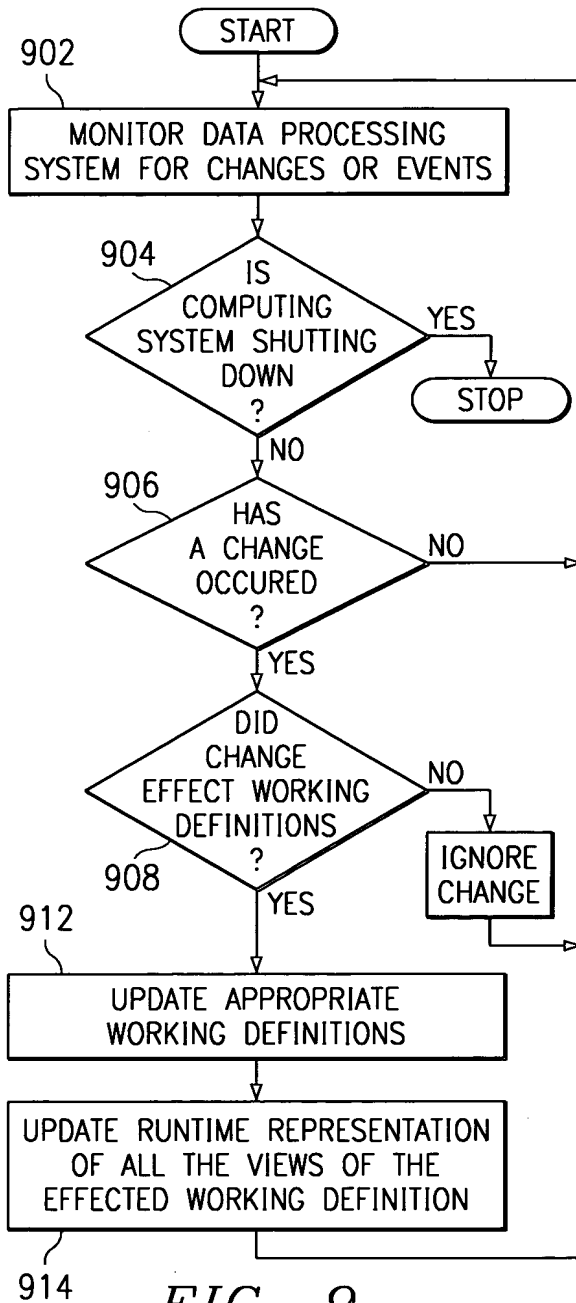 START
902
MONITOR DATA PROCESSING
SYSTEM FOR CHANGES OR EVENTS
904
IS
COMPUTING
SYSTEM SHUTTING
DOWN
?
YES
STOP
NO
906
HAS
A CHANGE
OCCURED
?
NO
YES
DID
CHANGE
EFFECT WORKING
DEFINITIONS
?
908
NO
IGNORE
CHANGE
YES
912
UPDATE APPROPRIATE
WORKING DEFINITIONS
UPDATE RUNTIME REPRESENTATION
OF ALL THE VIEWS OF THE
EFFECTED WORKING DEFINITION
914
FIG. 9